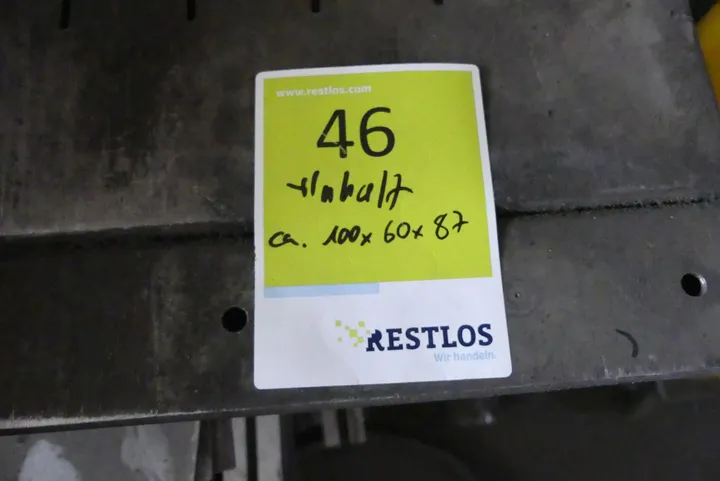 www.restlos.com
46
+Inhalt
ca. 100x 60x 87
RESTLOS
Wir handeln.